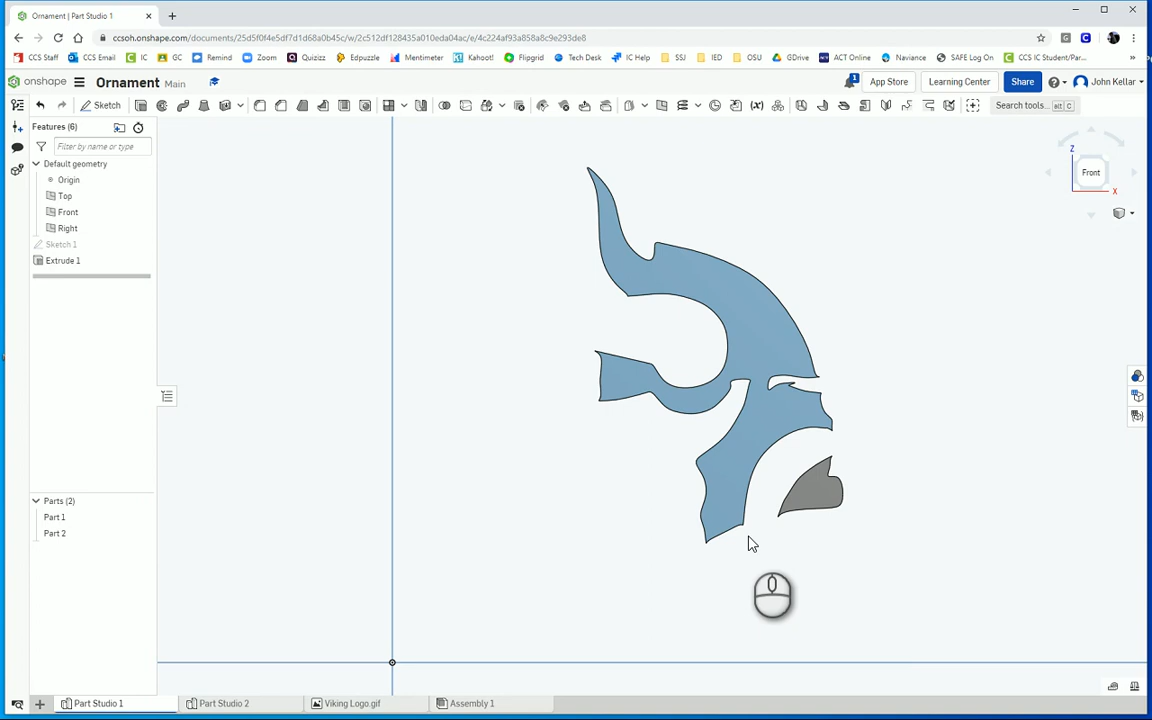 Ornament | Part Studio 1
ccsoh.onshape.com/documents/25d5f0f4e5df7d1d68a0b45c/w/2c512df128435a010eda04ac/e/4c224af93a858a8c9e293de8
CCS Staff CCS Email IC GC Remind Zoom Quizizz Edpuzzle Mentimeter Kahoot! Flipgrid Tech Desk IC Help SSJ IED OSU GDrive ACT Online Naviance SAFE Log On CCS IC Student/Par...
onshape Ornament Main App Store Learning Center Share John Kellar
Sketch Search tools... alt C
Features (6)
Filter by name or type
Default geometry
Origin
Top
Front
Right
Sketch 1
Extrude 1
Z
Front
X
Parts (2)
Part 1
Part 2
Part Studio 1 Part Studio 2 Viking Logo.gif Assembly 1